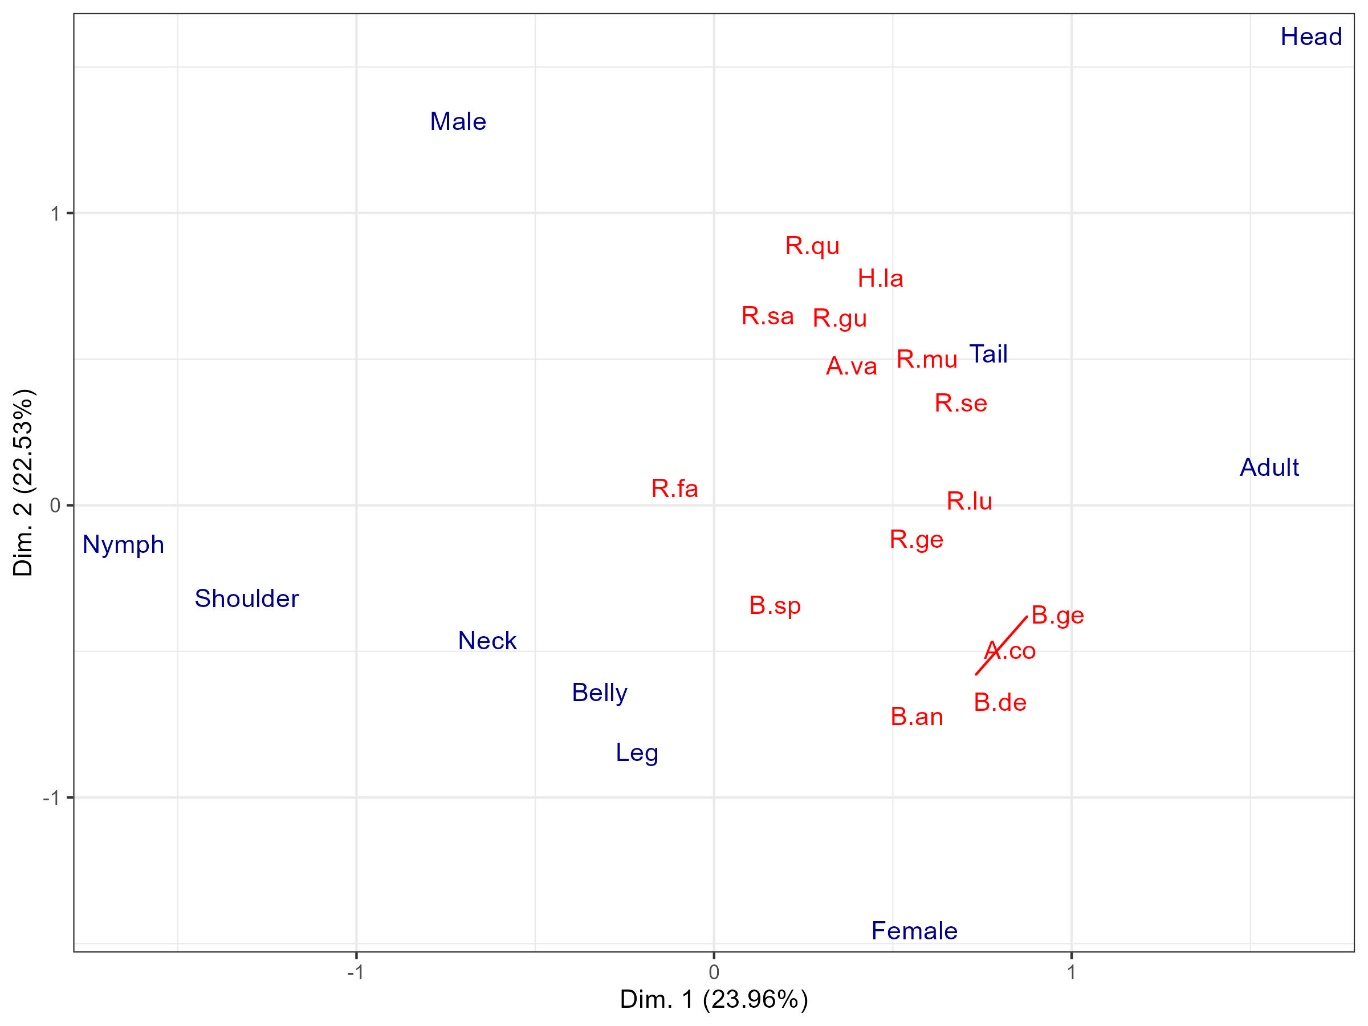 Head
Male
1
R.qu
H.la
R.sa
R.gu
Tail
R.mu
A.va
R.se
Adult
R.fa
R.lu
0
R.ge
Nymph
Shoulder
B.sp
B.ge
Neck
A.co
Belly
B.de
B.an
Leg
-1
Female
-1
0
1
Dim. 1 (23.96%)
Dim. 2 (22.53%)